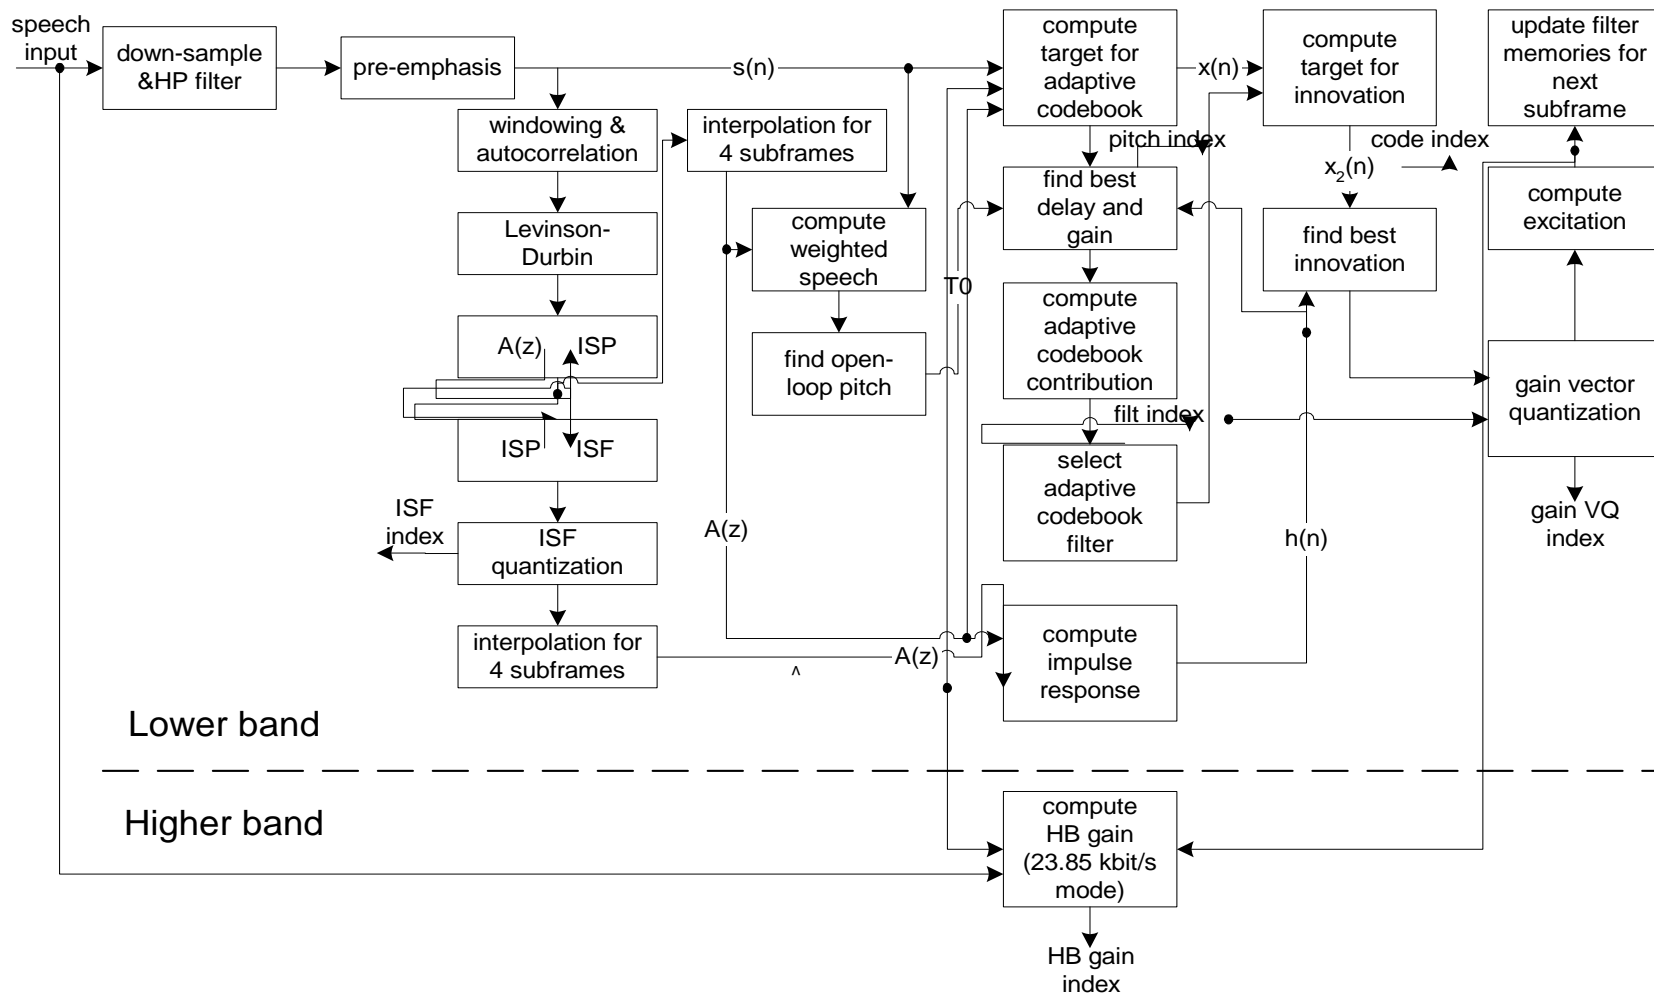 speech
input
down-sample
&HP filter
pre-emphasis
s(n)
compute
target for
adaptive
codebook
x(n)
compute
target for
innovation
update filter
memories for
next
subframe
windowing &
autocorrelation
interpolation for
4 subframes
pitch index
code index
x2(n)
find best
delay and
gain
compute
excitation
Levinson-
Durbin
compute
weighted
speech
find best
innovation
T0
compute
adaptive
codebook
contribution
A(z)
ISP
find open-
loop pitch
gain vector
quantization
filt index
ISP
ISF
select
adaptive
codebook
filter
ISF
index
ISF
quantization
A(z)
h(n)
gain VQ
index
interpolation for
4 subframes
^
A(z)
compute
impulse
response
Lower band
Higher band
compute
HB gain
(23.85 kbit/s
mode)
HB gain
index